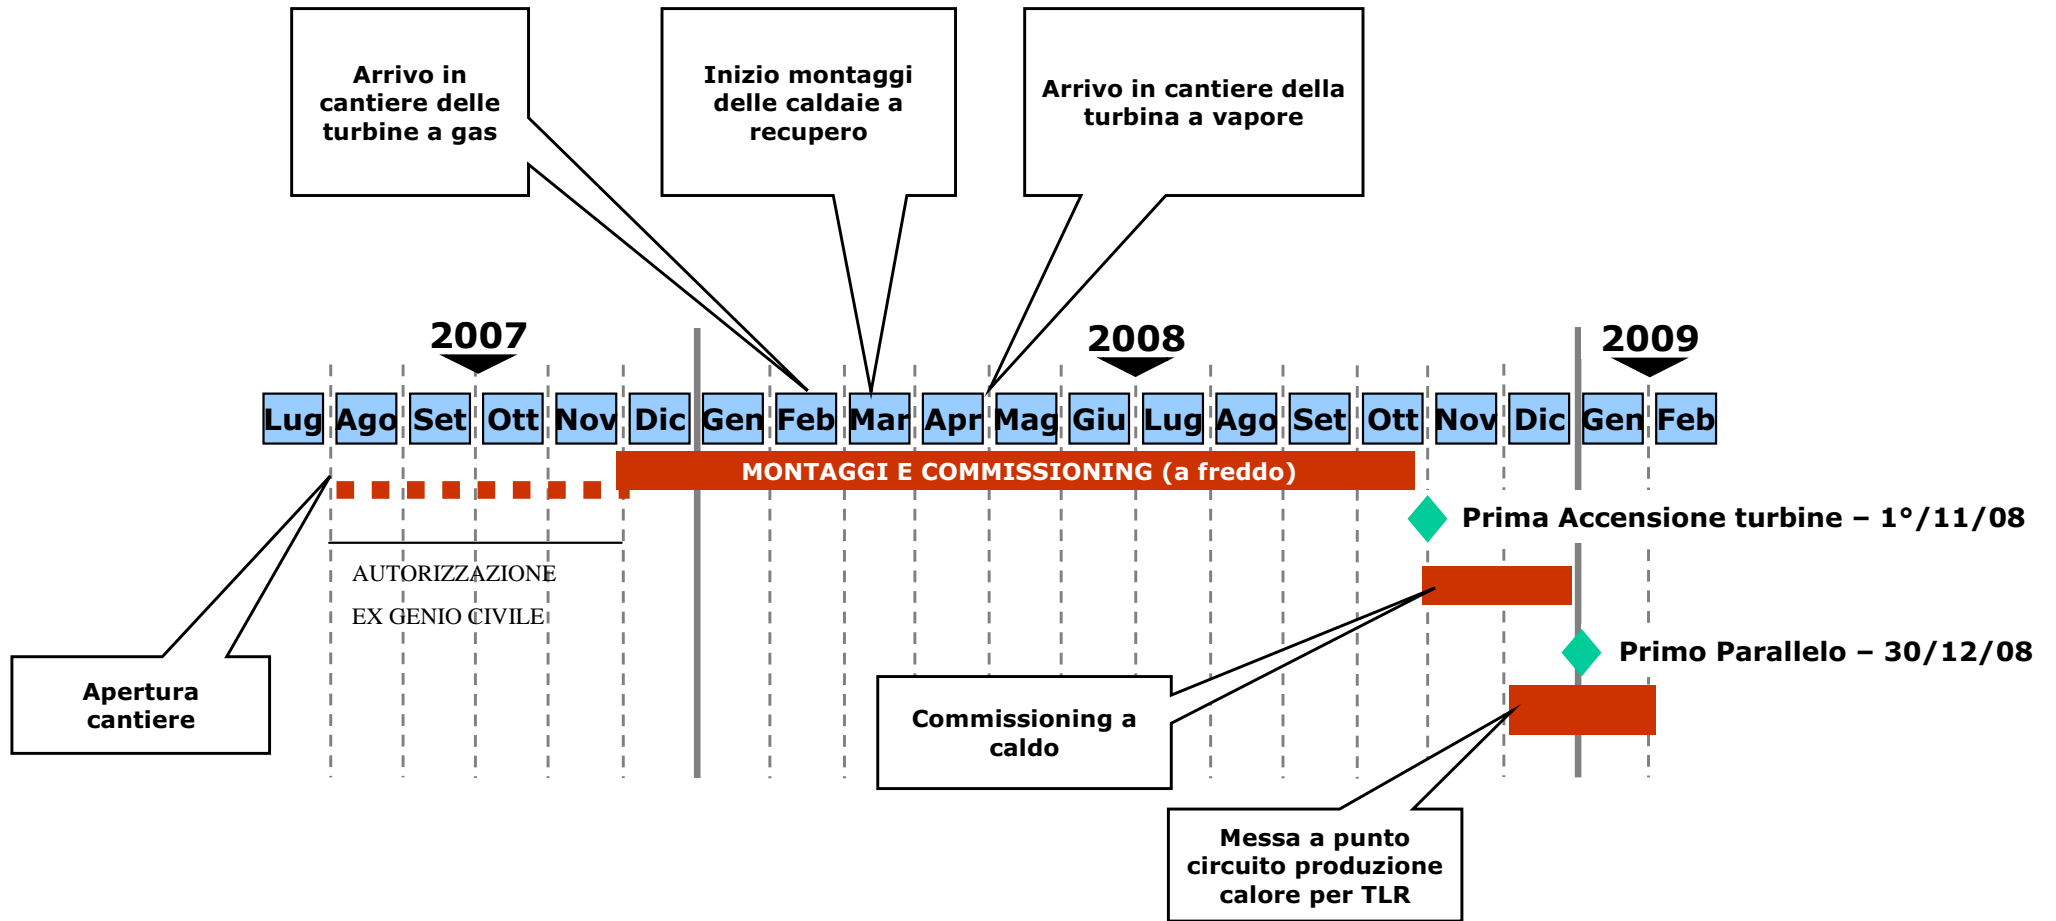 Arrivo in
cantiere delle
turbine a gas
Inizio montaggi
delle caldaie a
recupero
Arrivo in cantiere della
turbina a vapore
2007
2008
2009
Lug Ago Set Ott Nov Dic Gen Feb Mar Apr Mag Giu Lug Ago Set Ott Nov Dic Gen Feb
MONTAGGI E COMMISSIONING (a freddo)
Prima Accensione turbine – 1°/11/08
AUTORIZZAZIONE
EX GENIO CIVILE
Primo Parallelo – 30/12/08
Apertura
cantiere
Commissioning a
caldo
Messa a punto
circuito produzione
calore per TLR